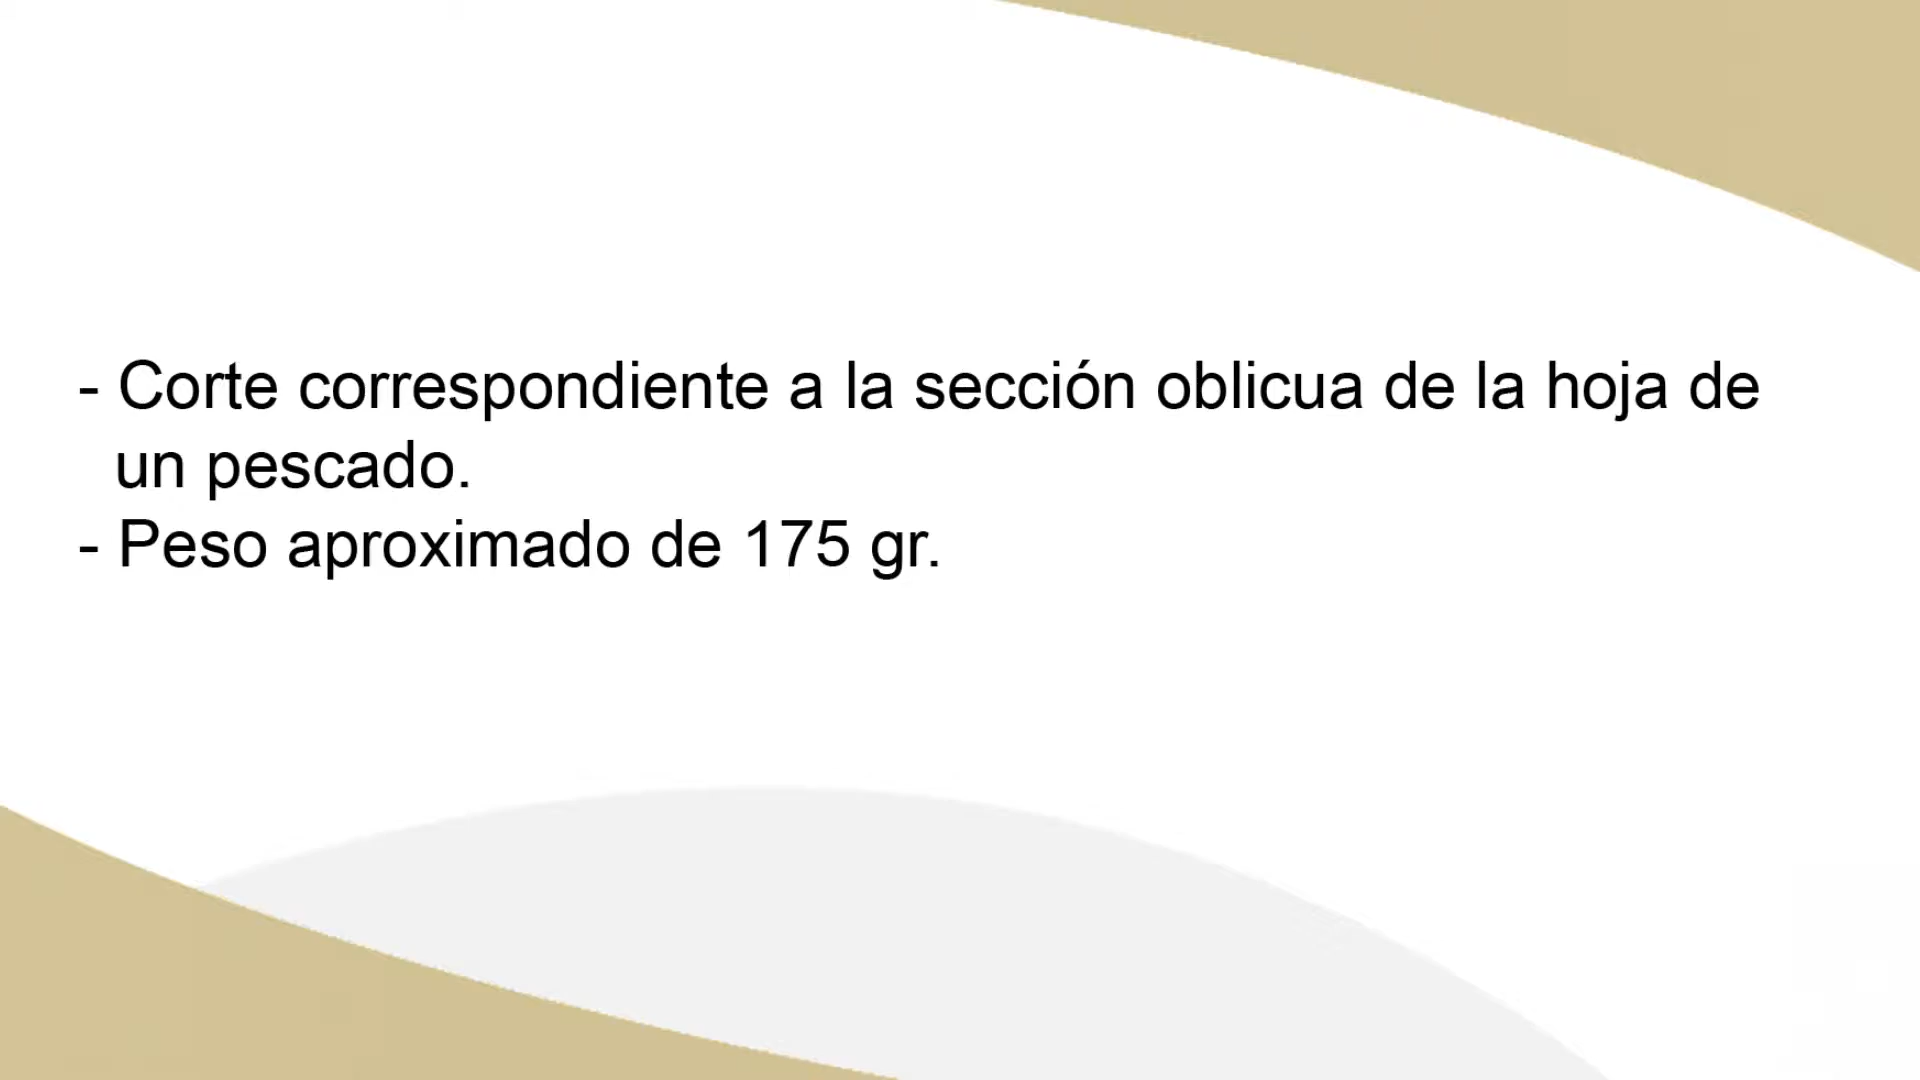 - Corte correspondiente a la sección oblicua de la hoja de
un pescado.
- Peso aproximado de 175 gr.